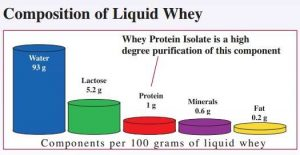 Composition of Liquid Whey
Whey Protein Isolate is a high
degree purification of this component
Water
93 g
Lactose
5.2 g
Protein
1 g
Minerals
0.6 g
Fat
0.2 g
Components per 100 grams of liquid whey